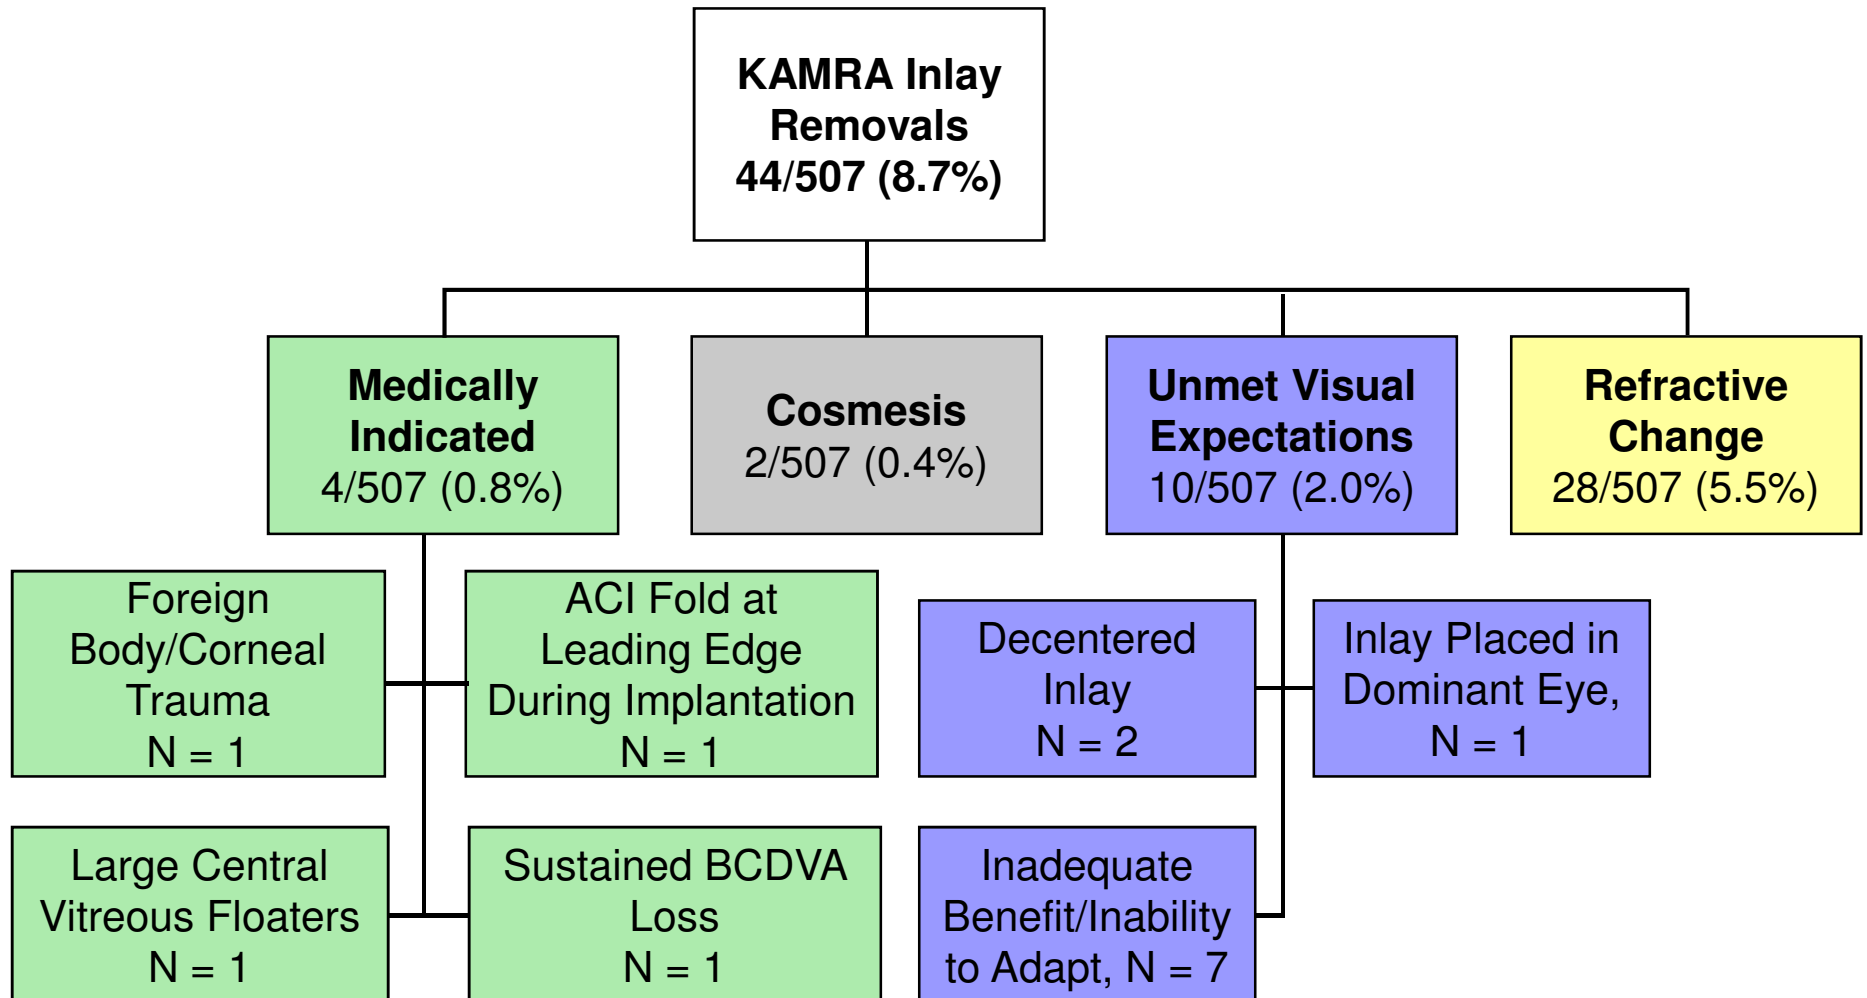 KAMRA Inlay
Removals
44/507 (8.7%)
Medically
Indicated
4/507 (0.8%)
Cosmesis
2/507 (0.4%)
Unmet Visual
Expectations
10/507 (2.0%)
Refractive
Change
28/507 (5.5%)
Foreign
Body/Corneal
Trauma
N = 1
ACI Fold at
Leading Edge
During Implantation
N = 1
Decentered
Inlay
N = 2
Inlay Placed in
Dominant Eye,
N = 1
Large Central
Vitreous Floaters
N = 1
Sustained BCDVA
Loss
N = 1
Inadequate
Benefit/Inability
to Adapt, N = 7